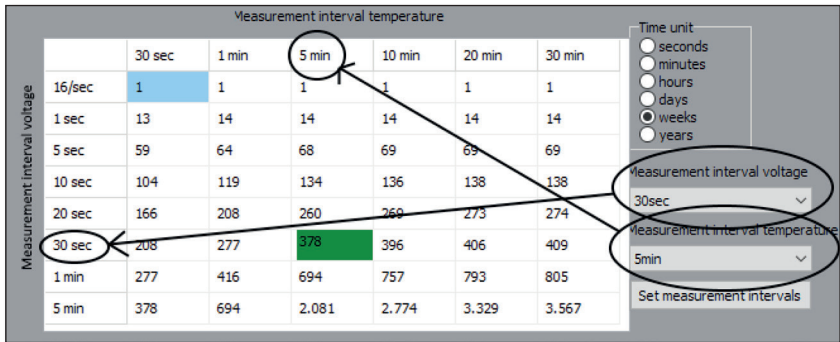 Measurement interval temperature
30 sec 1 min 5 min 10 min 20 min 30 min
16/sec 1 1 1 1 1 1
1 sec 13 14 14 14 14 14
5 sec 59 64 68 69 69 69
10 sec 104 119 134 136 138 138
20 sec 166 208 260 269 273 274
30 sec 208 277 378 396 406 409
1 min 277 416 694 757 793 805
5 min 378 694 2.081 2.774 3.329 3.567
Measurement interval voltage
Time unit
seconds
minutes
hours
days
weeks
years
Measurement interval voltage
30sec
Measurement interval temperature
5min
Set measurement intervals